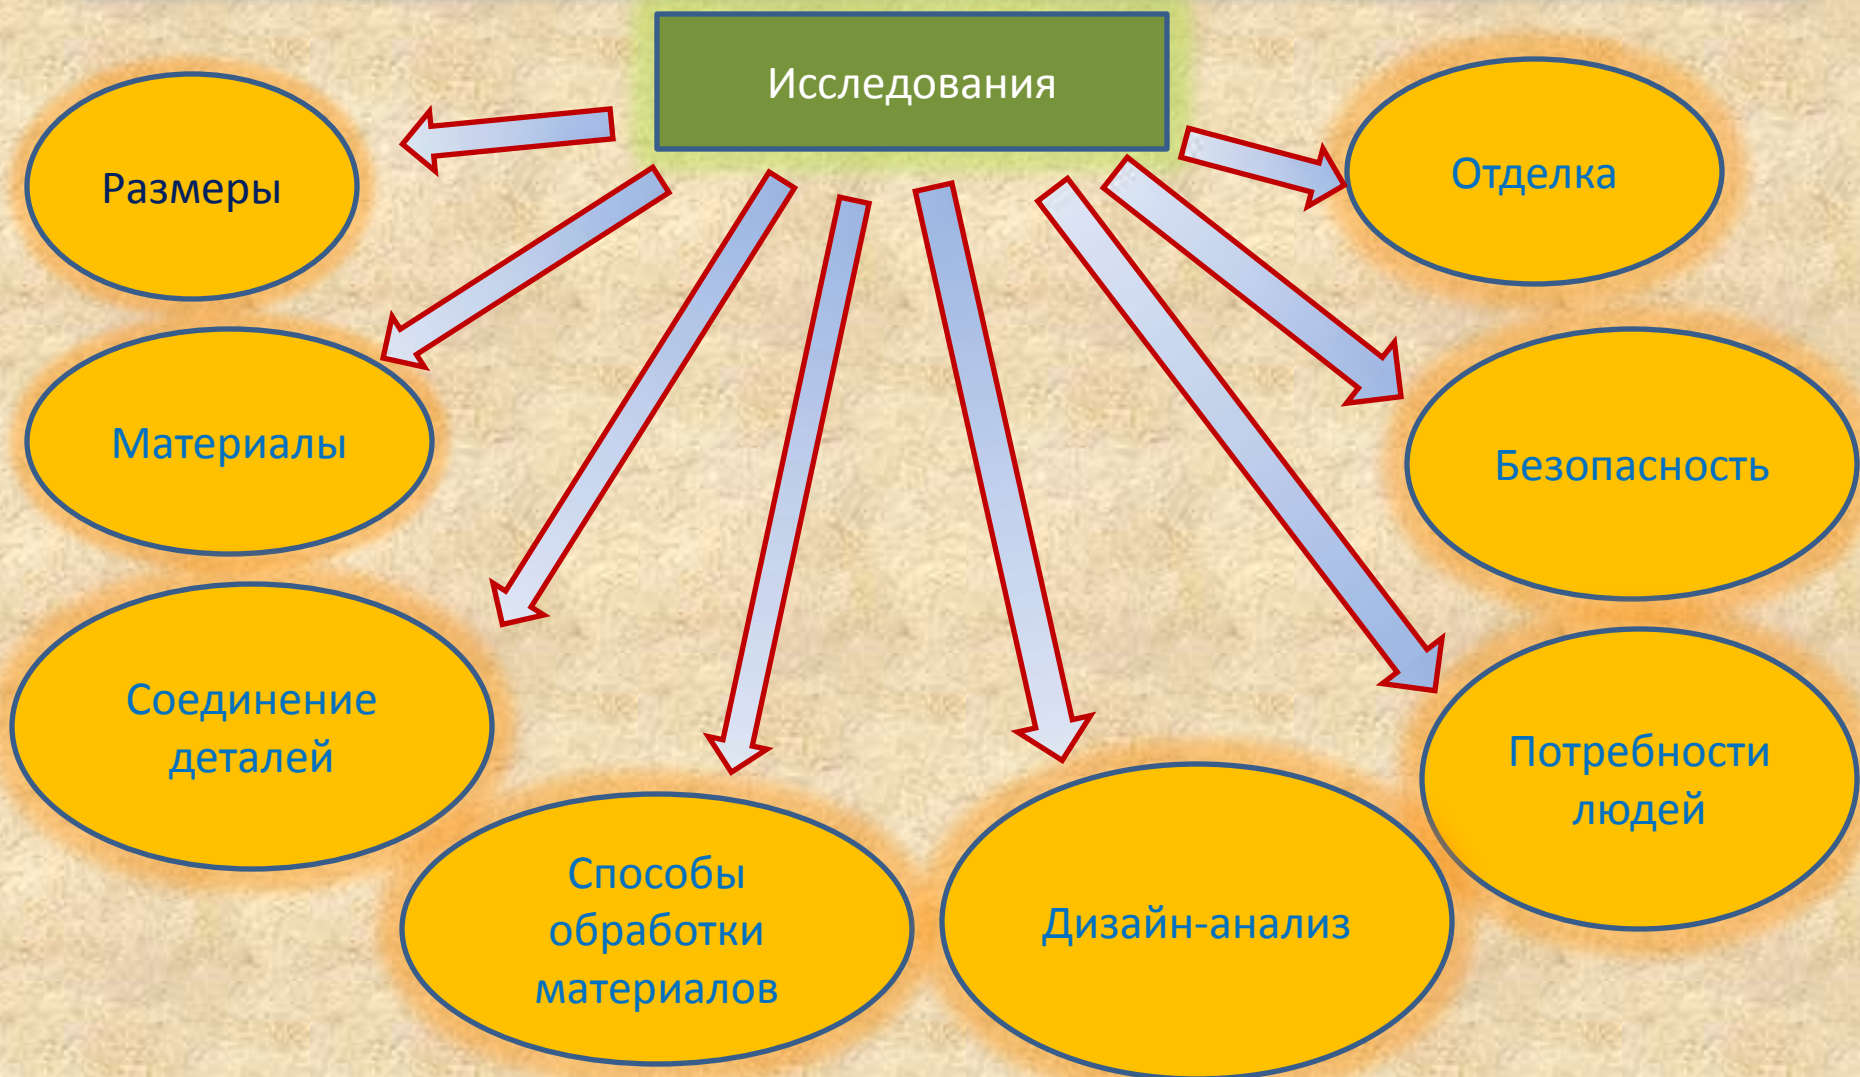 Исследования
Размеры
Отделка
Материалы
Безопасность
Соединение
деталей
Потребности
людей
Способы
обработки
материалов
Дизайн-анализ